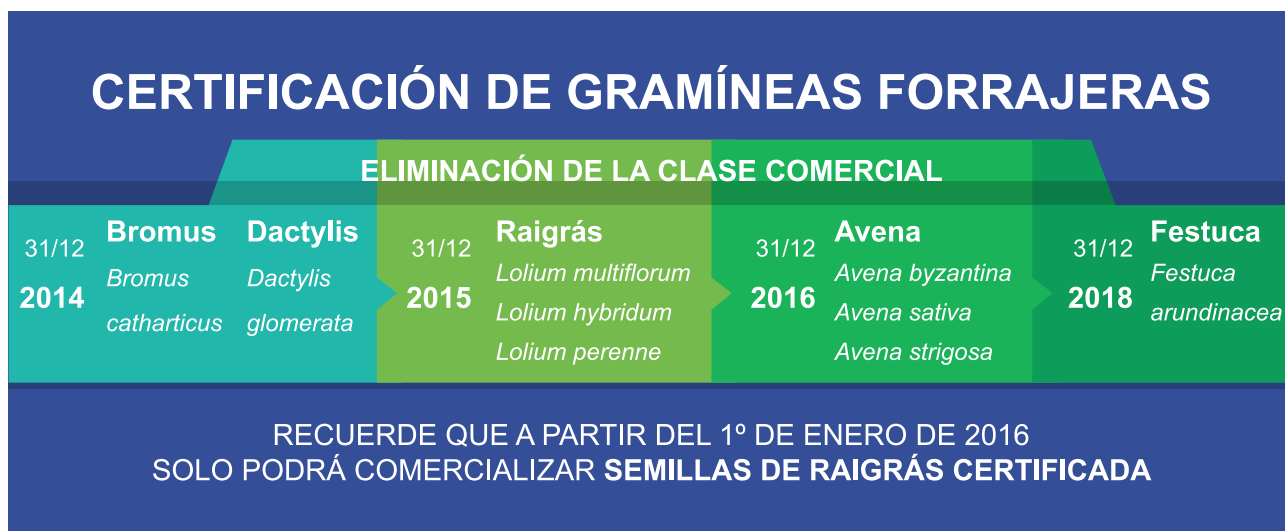 CERTIFICACIÓN DE GRAMÍNEAS FORRAJERAS
ELIMINACIÓN DE LA CLASE COMERCIAL
31/12
2014
Bromus
Bromus
catharticus
Dactylis
Dactylis
glomerata
31/12
2015
Raigrás
Lolium multiflorum
Lolium hybridum
Lolium perenne
31/12
2016
Avena
Avena byzantina
Avena sativa
Avena strigosa
31/12
2018
Festuca
Festuca
arundinacea
RECUERDE QUE A PARTIR DEL 1º DE ENERO DE 2016
SOLO PODRÁ COMERCIALIZAR SEMILLAS DE RAIGRÁS CERTIFICADA